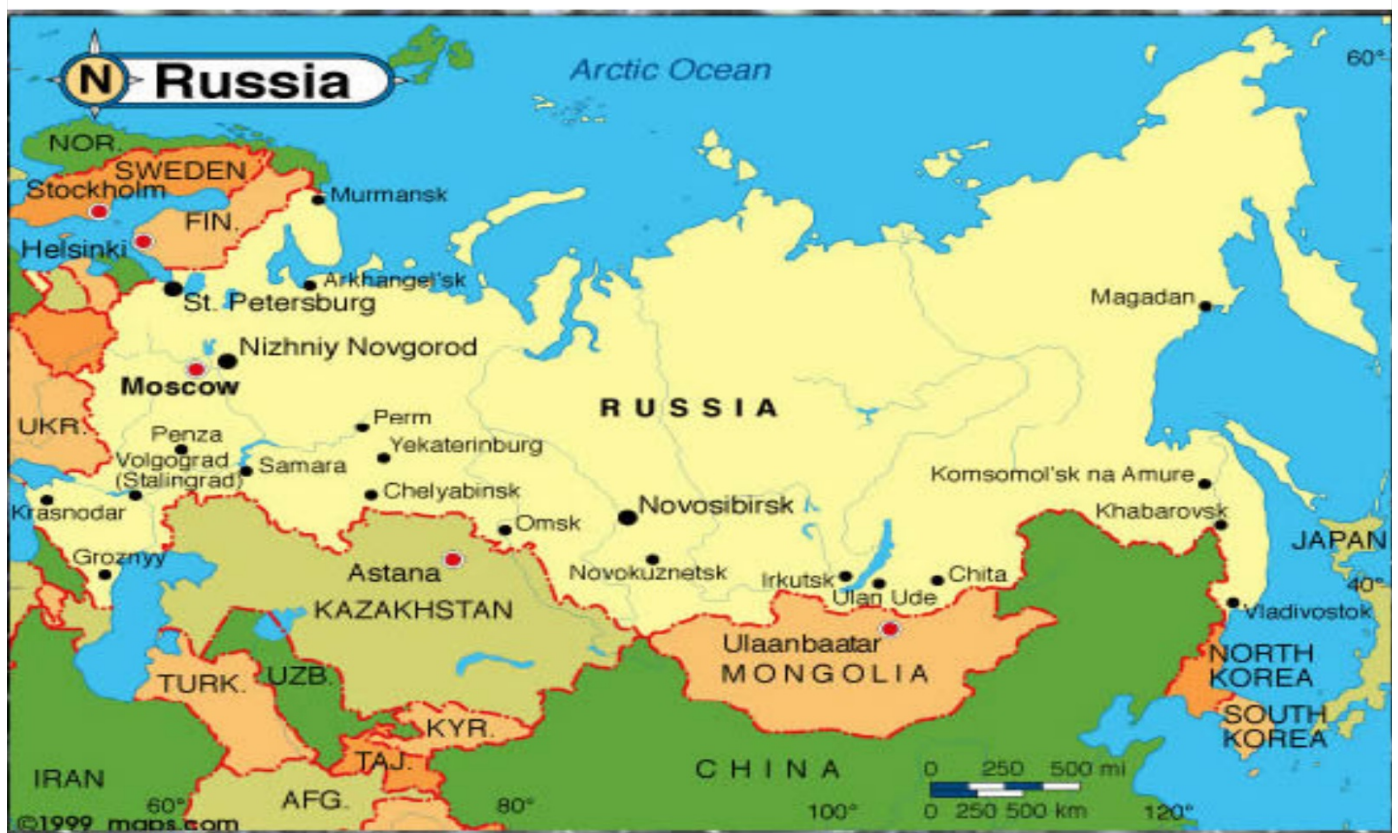 N Russia
Arctic Ocean
60°
NOR.
SWEDEN
Stockholm
Murmansk
FIN.
Helsinki
Arkhangel'sk
St. Petersburg
Magadan
Nizhniy Novgorod
Moscow
RUSSIA
Perm
UKR.
Penza
Yekaterinburg
Volgograd
(Stalingrad)
Samara
Komsomol'sk na Amure
Chelyabinsk
Krasnodar
Novosibirsk
Khabarovsk
Omsk
JAPAN
Groznyy
Astana
Novokuznetsk
Irkutsk
Chita
40°
Ulan Ude
KAZAKHSTAN
Vladivostok
Ulaanbaatar
NORTH
KOREA
MONGOLIA
TURK.
UZB.
SOUTH
KOREA
KYR.
TAJ.
CHINA
0 250 500 mi
0 250 500 km
IRAN
AFG.
60°
80°
100°
120°
©1999 maps.com